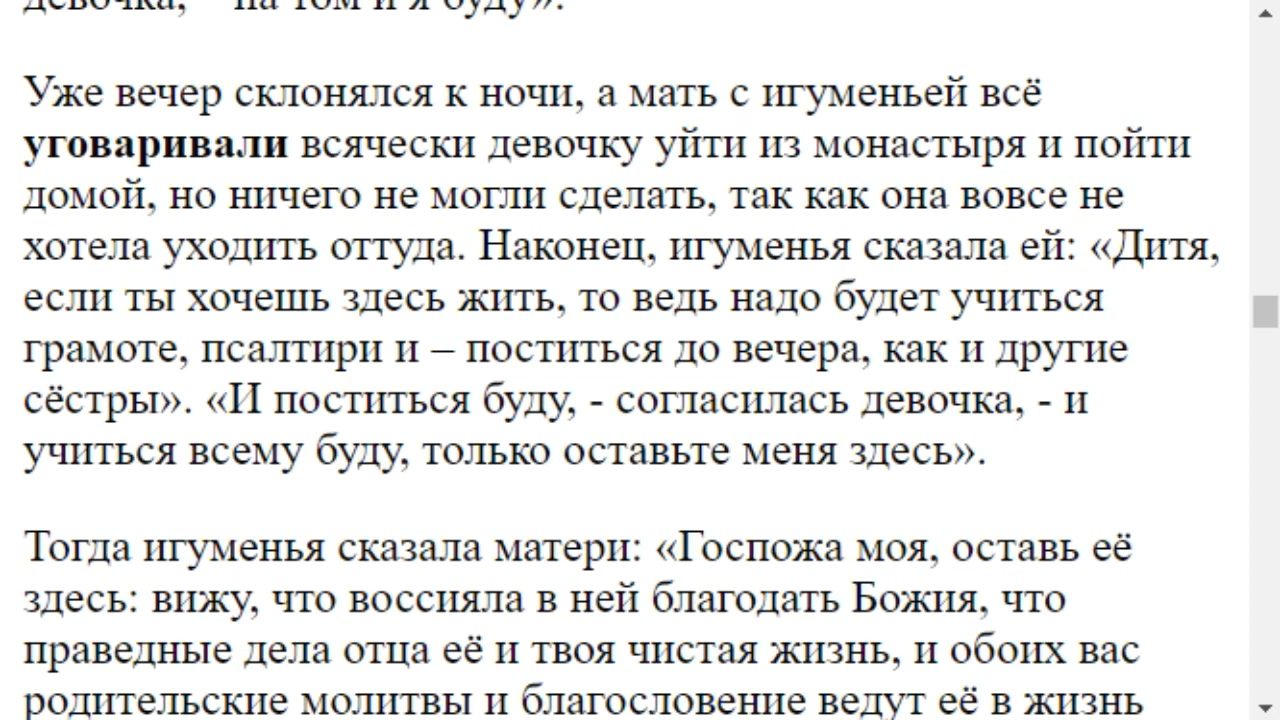 девочка, – на том и я буду».
Уже вечер склонялся к ночи, а мать с игуменьей всё
уговаривали всячески девочку уйти из монастыря и пойти
домой, но ничего не могли сделать, так как она вовсе не
хотела уходить оттуда. Наконец, игуменья сказала ей: «Дитя,
если ты хочешь здесь жить, то ведь надо будет учиться
грамоте, псалтири и – поститься до вечера, как и другие
сёстры». «И поститься буду, - согласилась девочка, - и
учиться всему буду, только оставьте меня здесь».
Тогда игуменья сказала матери: «Госпожа моя, оставь её
здесь: вижу, что воссияла в ней благодать Божия, что
праведные дела отца её и твоя чистая жизнь, и обоих вас
родительские молитвы и благословение ведут её в жизнь